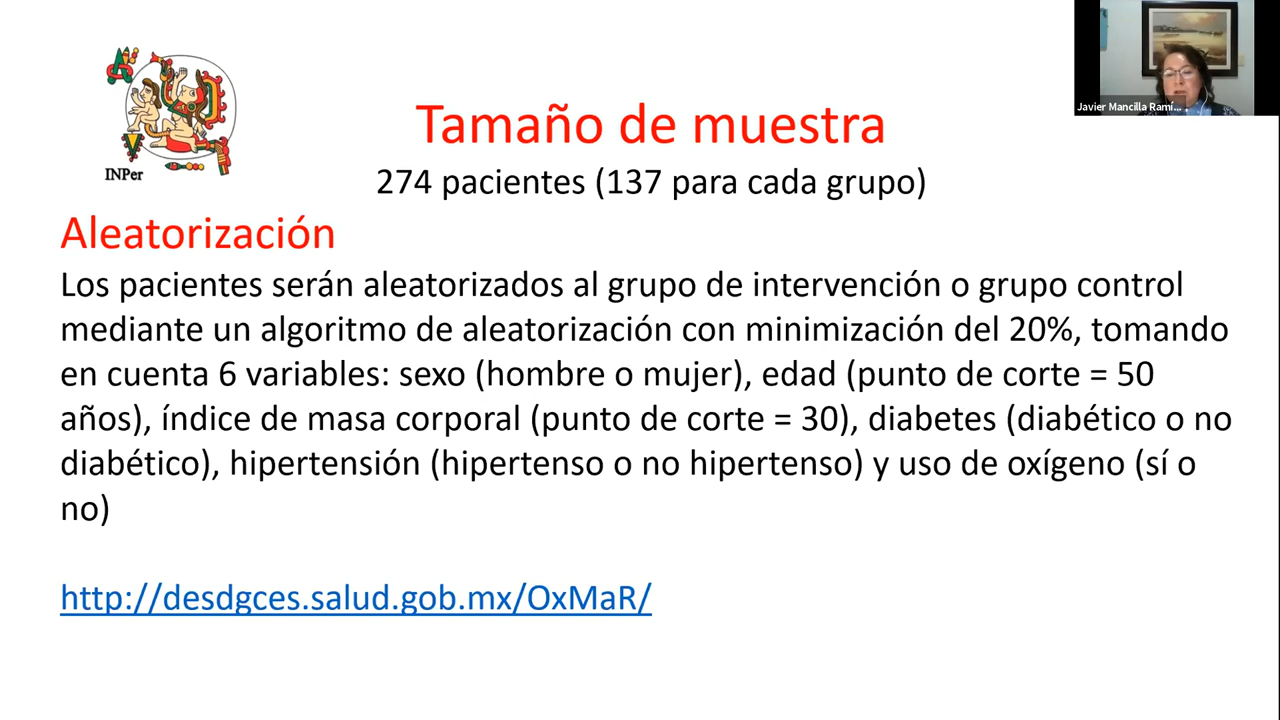 Javier Mancilla Ramí...
INPer
Tamaño de muestra
274 pacientes (137 para cada grupo)
Aleatorización
Los pacientes serán aleatorizados al grupo de intervención o grupo control
mediante un algoritmo de aleatorización con minimización del 20%, tomando
en cuenta 6 variables: sexo (hombre o mujer), edad (punto de corte = 50
años), índice de masa corporal (punto de corte = 30), diabetes (diabético o no
diabético), hipertensión (hipertenso o no hipertenso) y uso de oxígeno (sí o
no)
http://desdgces.salud.gob.mx/OxMaR/